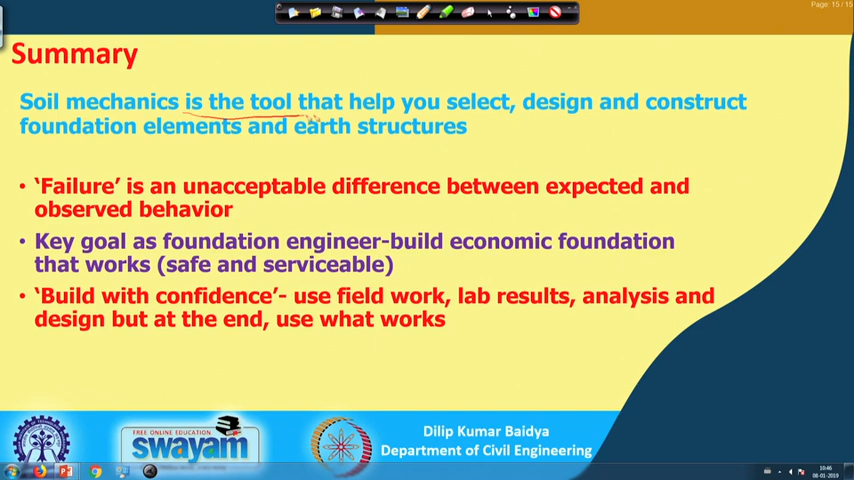 Page: 15 / 15
Summary
Soil mechanics is the tool that help you select, design and construct
foundation elements and earth structures
• ‘Failure’ is an unacceptable difference between expected and
observed behavior
• Key goal as foundation engineer-build economic foundation
that works (safe and serviceable)
• ‘Build with confidence’- use field work, lab results, analysis and
design but at the end, use what works
FREE ONLINE EDUCATION
swayam
Dilip Kumar Baidya
Department of Civil Engineering
10:46
08-01-2019